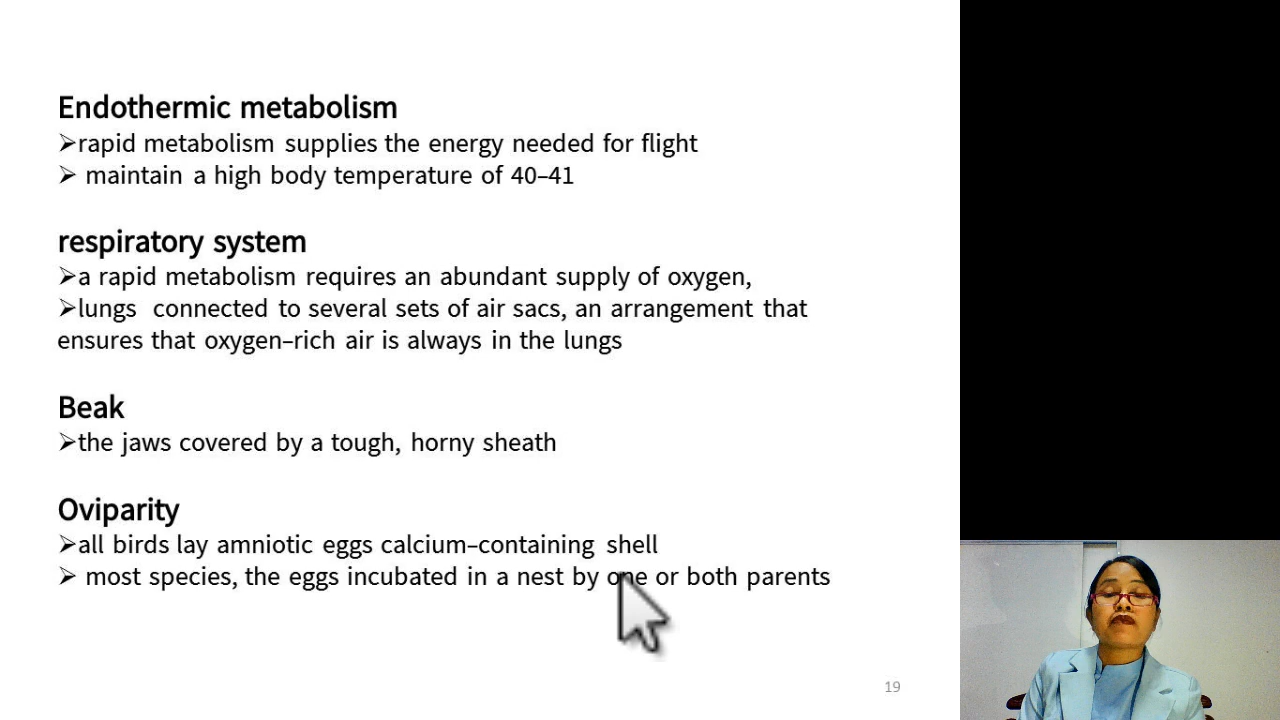 Endothermic metabolism
➢rapid metabolism supplies the energy needed for flight
➢ maintain a high body temperature of 40–41
respiratory system
➢a rapid metabolism requires an abundant supply of oxygen,
➢lungs connected to several sets of air sacs, an arrangement that
ensures that oxygen–rich air is always in the lungs
Beak
➢the jaws covered by a tough, horny sheath
Oviparity
➢all birds lay amniotic eggs calcium–containing shell
➢ most species, the eggs incubated in a nest by one or both parents
19